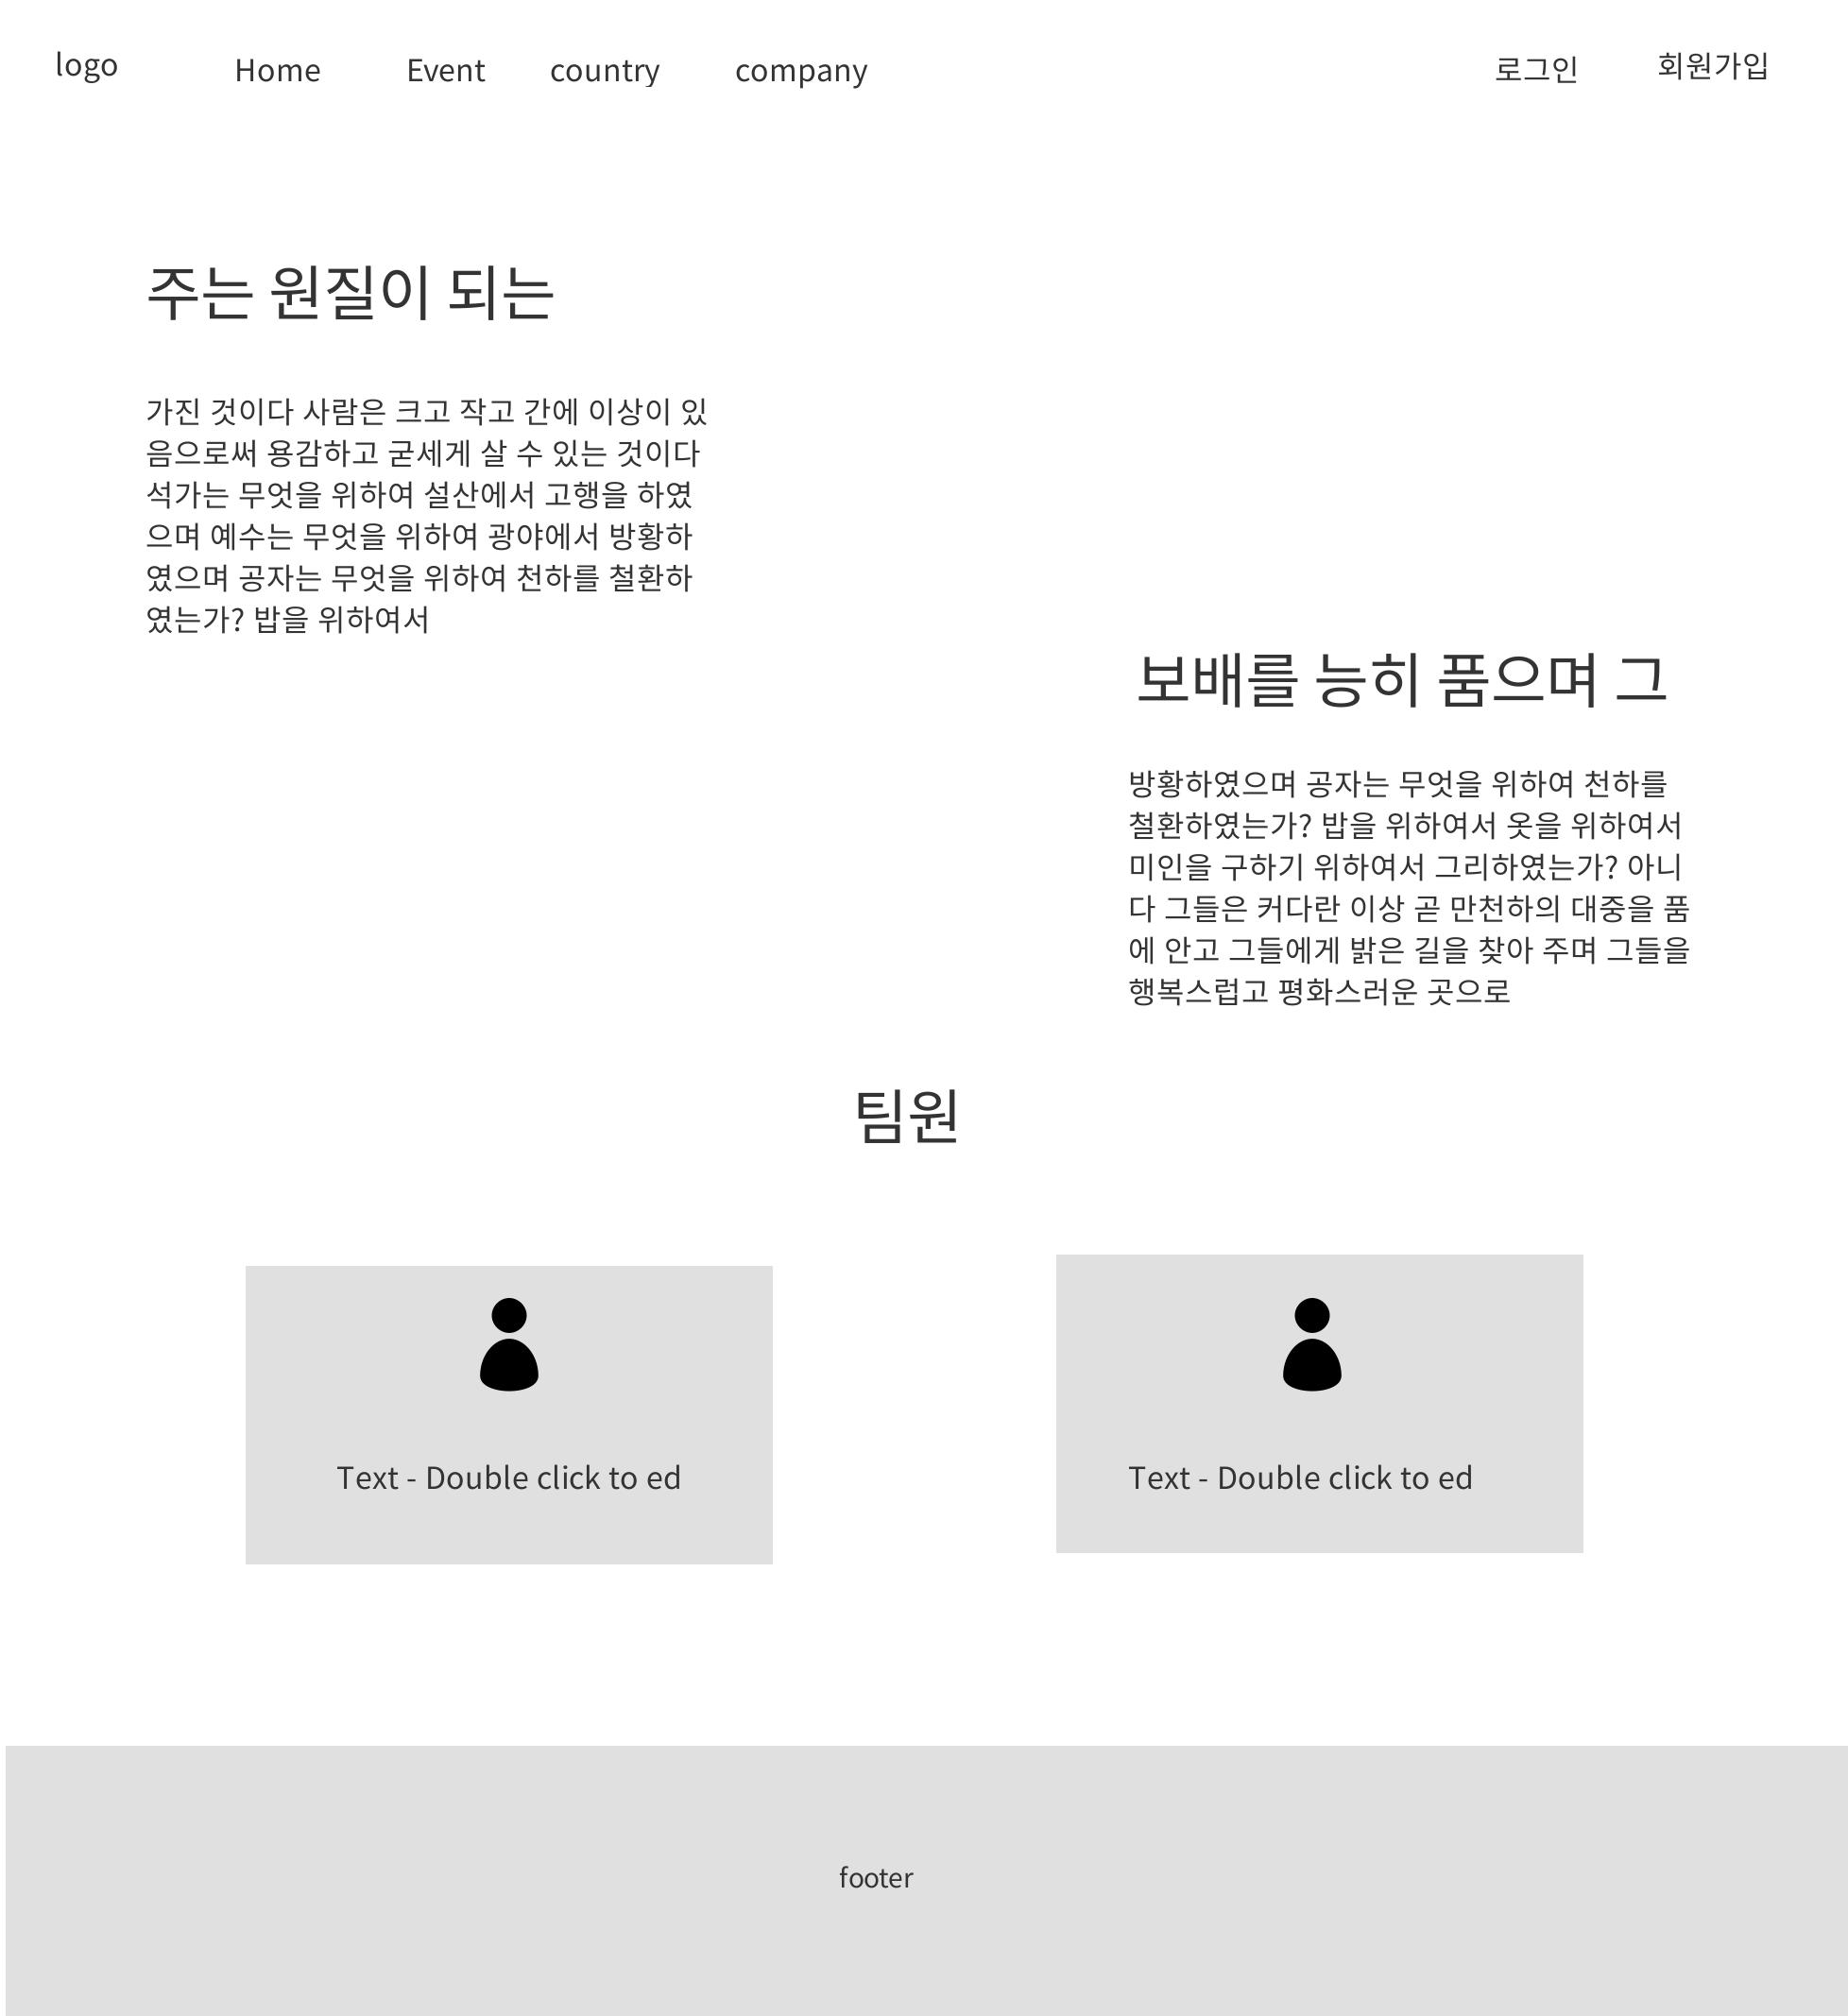 logo
Home
Event
country
company
로그인
회원가입
주는 원질이 되는
가진 것이다 사람은 크고 작고 간에 이상이 있
음으로써 용감하고 굳세게 살 수 있는 것이다
석가는 무엇을 위하여 설산에서 고행을 하였
으며 예수는 무엇을 위하여 광야에서 방황하
였으며 공자는 무엇을 위하여 천하를 철환하
였는가? 밥을 위하여서
보배를 능히 품으며 그
방황하였으며 공자는 무엇을 위하여 천하를
철환하였는가? 밥을 위하여서 옷을 위하여서
미인을 구하기 위하여서 그리하였는가? 아니
다 그들은 커다란 이상 곧 만천하의 대중을 품
에 안고 그들에게 밝은 길을 찾아 주며 그들을
행복스럽고 평화스러운 곳으로
팀원
Text - Double click to ed
Text - Double click to ed
footer